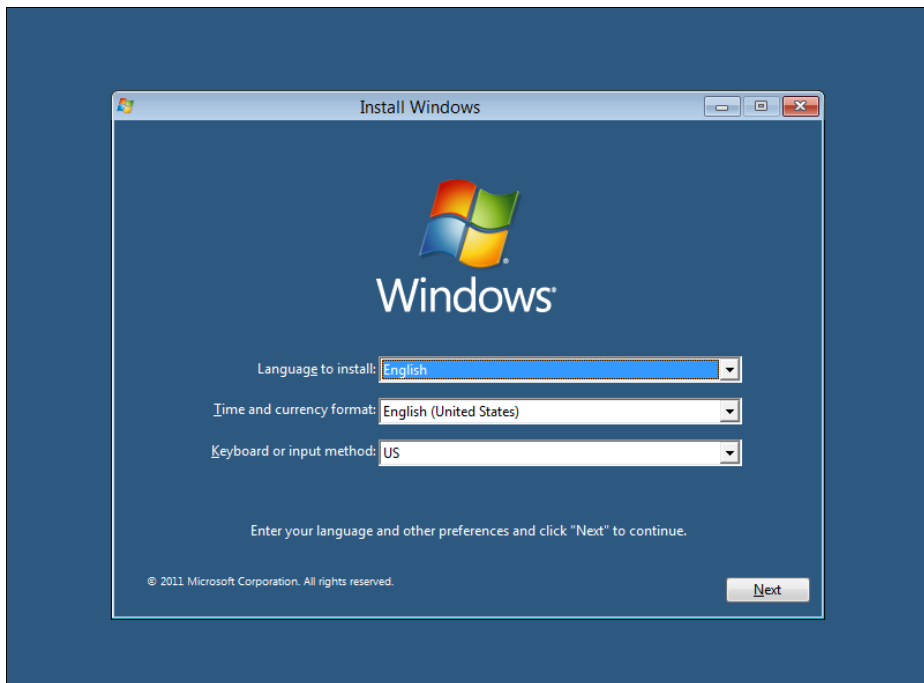 Install Windows
Windows®
Language to install: English
Time and currency format: English (United States)
Keyboard or input method: US
Enter your language and other preferences and click "Next" to continue.
© 2011 Microsoft Corporation. All rights reserved.
Next